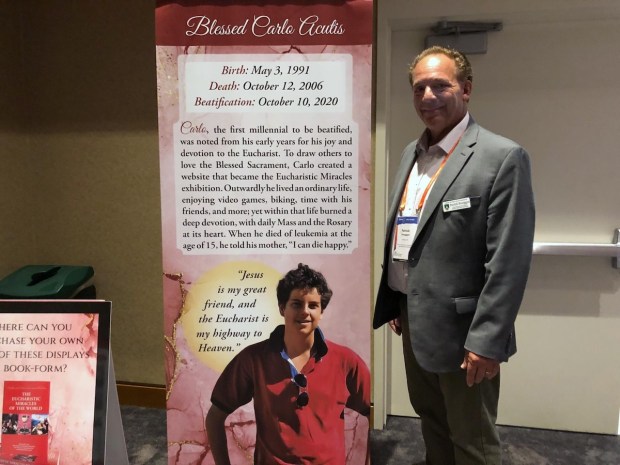 Blessed Carlo Acutis
Birth: May 3, 1991
Death: October 12, 2006
Beatification: October 10, 2020
Carlo, the first millennial to be beatified,
was noted from his early years for his joy and
devotion to the Eucharist. To draw others to
love the Blessed Sacrament, Carlo created a
website that became the Eucharistic Miracles
exhibition. Outwardly he lived an ordinary life,
enjoying video games, biking, time with his
friends, and more; yet within that life burned a
deep devotion, with daily Mass and the Rosary
at its heart. When he died of leukemia at the
age of 15, he told his mother, “I can die happy.”
“Jesus
is my great
friend, and
the Eucharist is
my highway to
Heaven.”
HERE CAN YOU
CHASE YOUR OWN
OF THESE DISPLAYS
BOOK-FORM?
THE
EUCHARISTIC
MIRACLES
OF THE WORLD